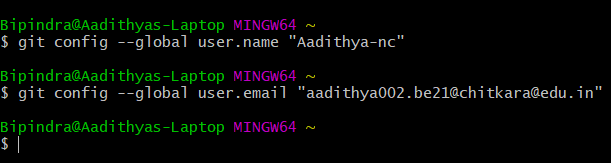 Bipindra@Aadithyas-Laptop MINGW64 ~
$ git config --global user.name "Aadithya-nc"
Bipindra@Aadithyas-Laptop MINGW64 ~
$ git config --global user.email "aadithya002.be21@chitkara@edu.in"
Bipindra@Aadithyas-Laptop MINGW64 ~
$